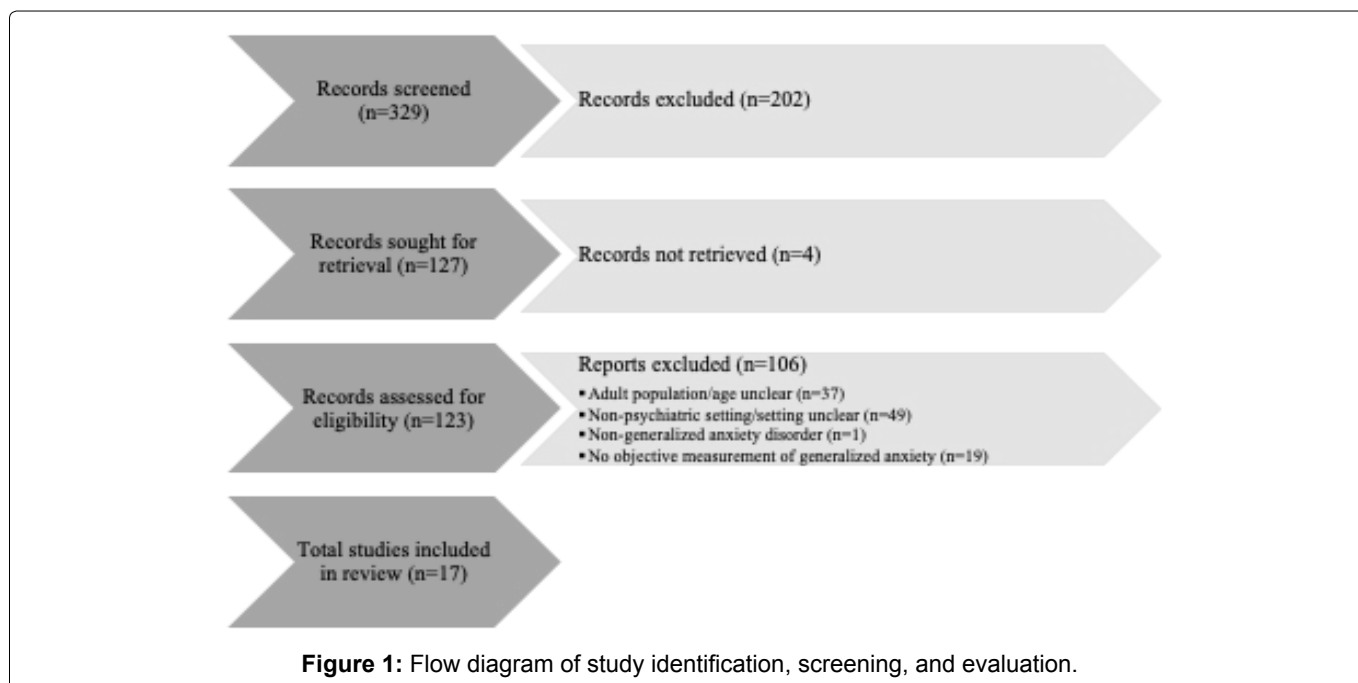 Records screened
(n=329)
Records excluded (n=202)
Records sought for
retrieval (n=127)
Records not retrieved (n=4)
Records assessed for
eligibility (n=123)
Reports excluded (n=106)
▪ Adult population/age unclear (n=37)
▪ Non-psychiatric setting/setting unclear (n=49)
▪ Non-generalized anxiety disorder (n=1)
▪ No objective measurement of generalized anxiety (n=19)
Total studies included
in review (n=17)
Figure 1: Flow diagram of study identification, screening, and evaluation.